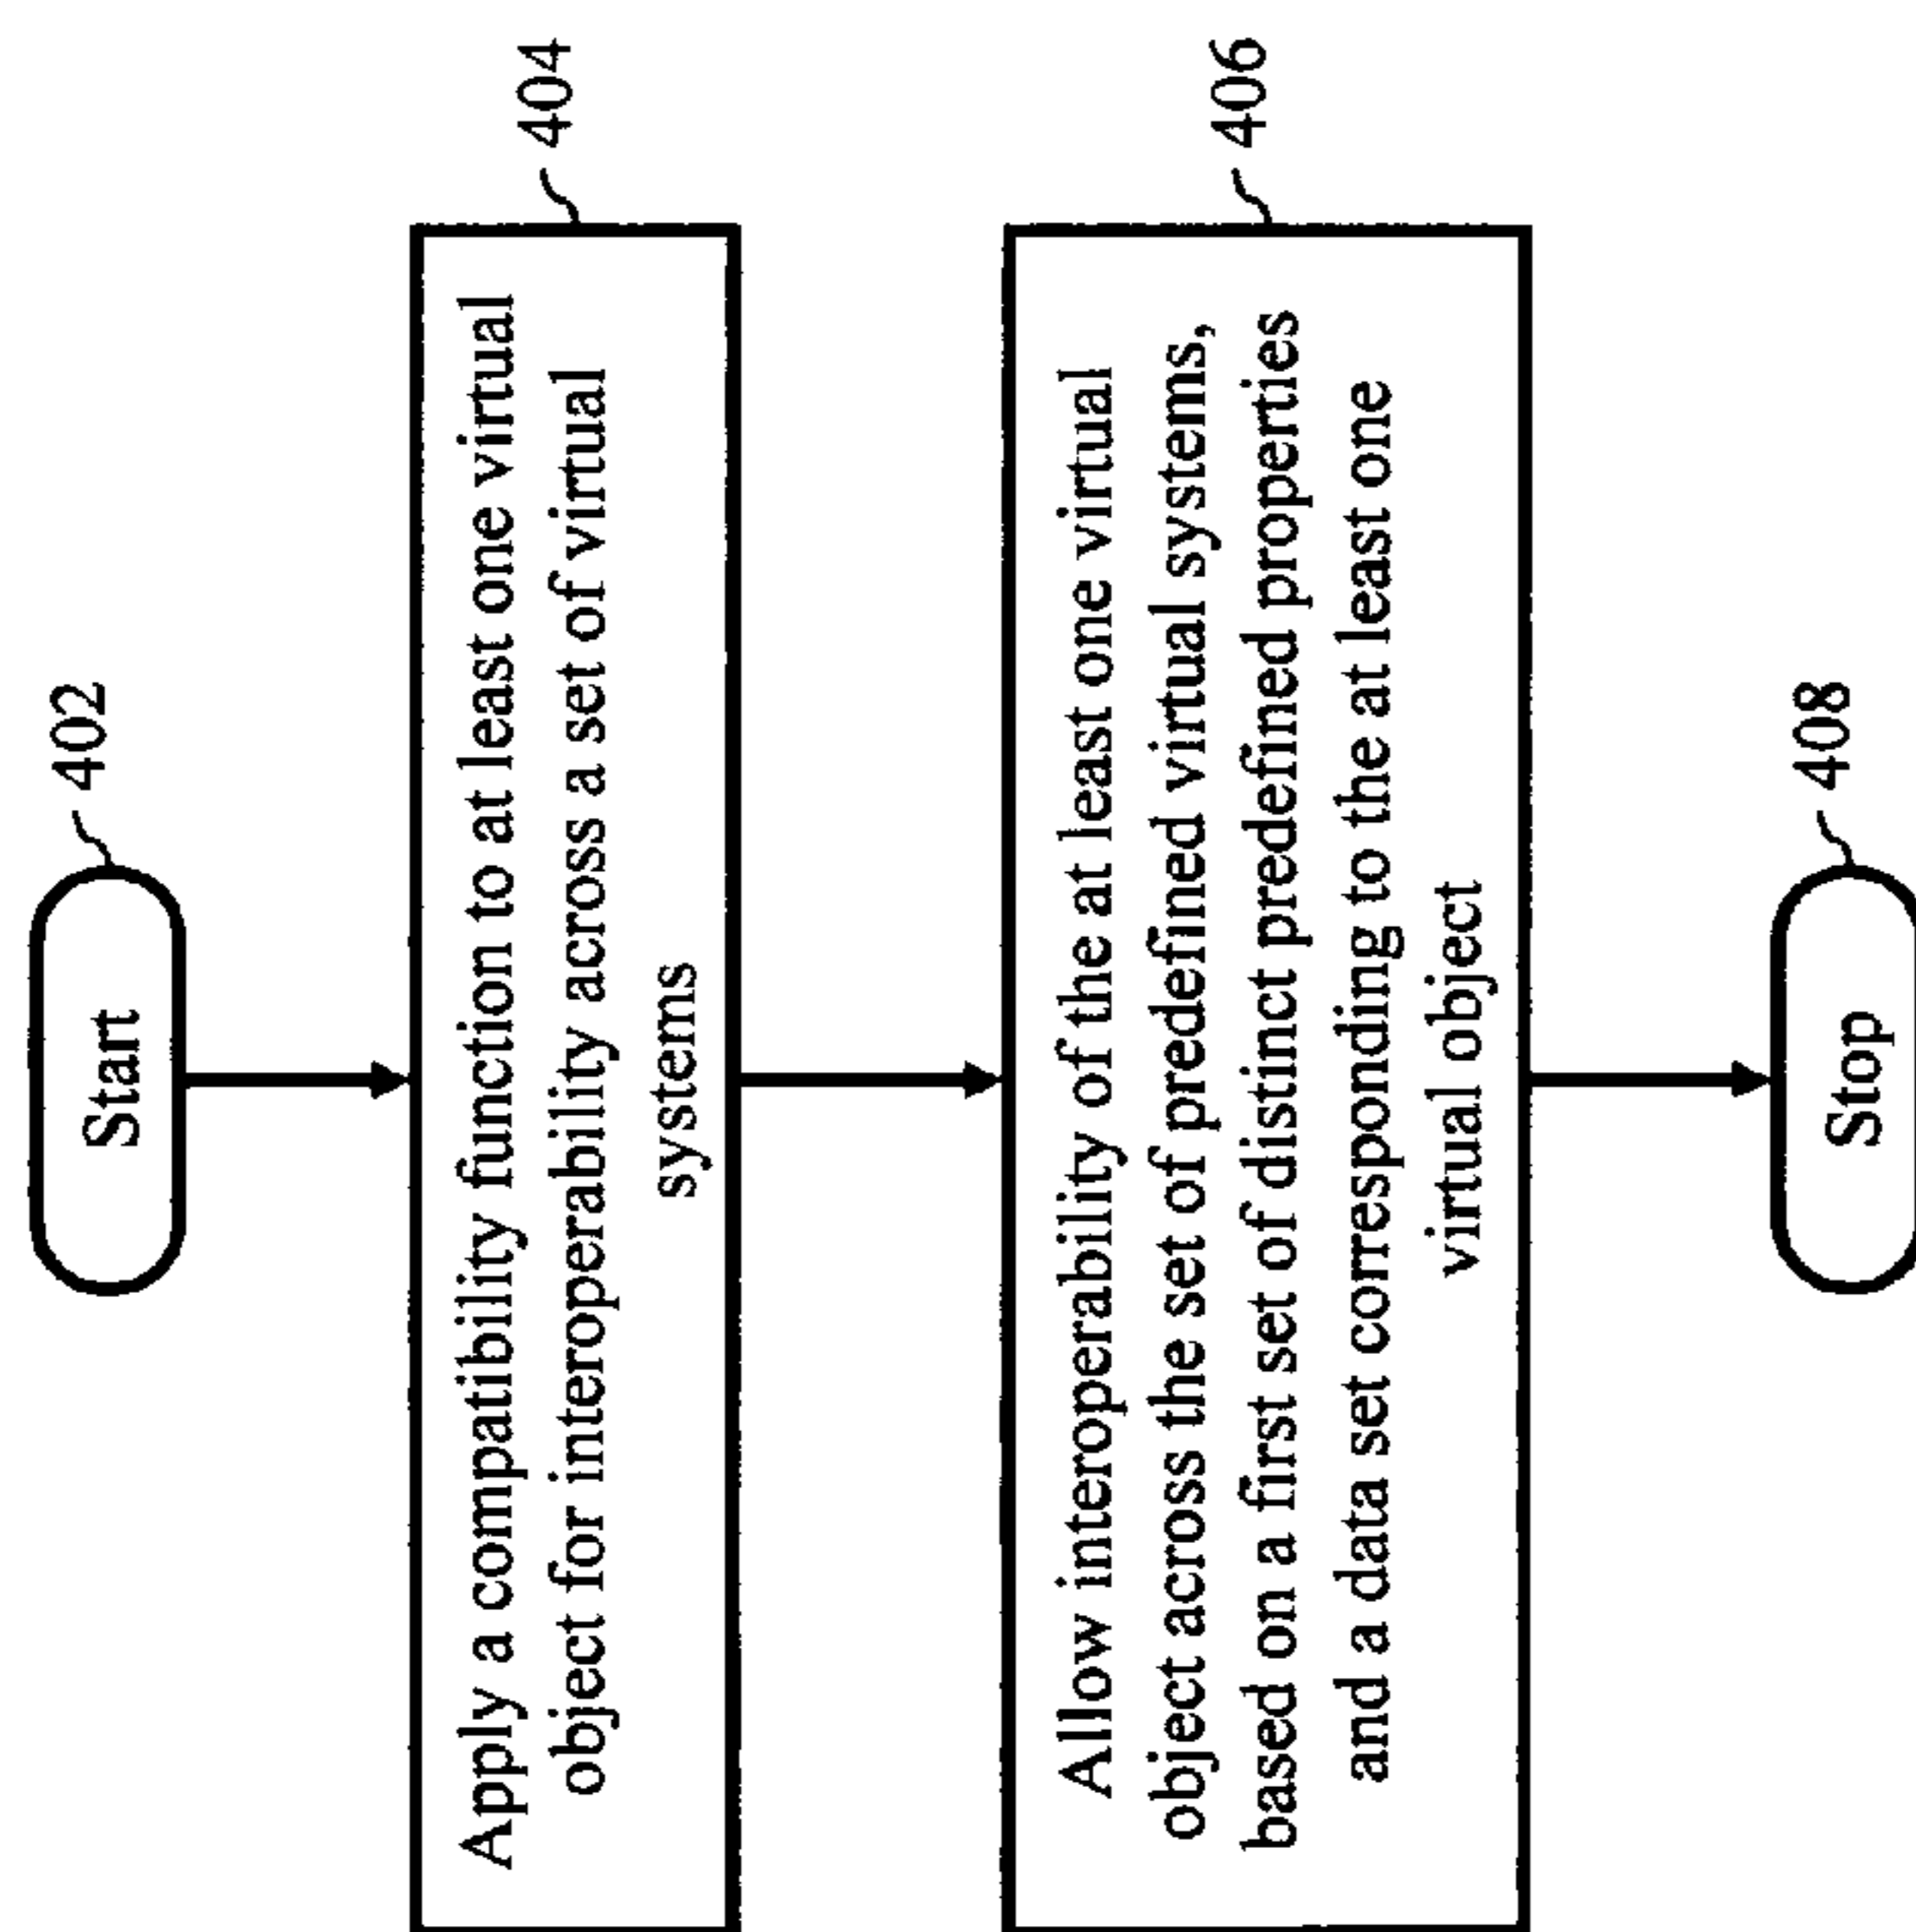 Start
402
Apply a compatibility function to at least one virtual
object for interoperability across a set of virtual
systems
404
Allow interoperability of the at least one virtual
object across the set of predefined virtual systems,
based on a first set of distinct predefined properties
and a data set corresponding to the at least one
virtual object
406
Stop
408